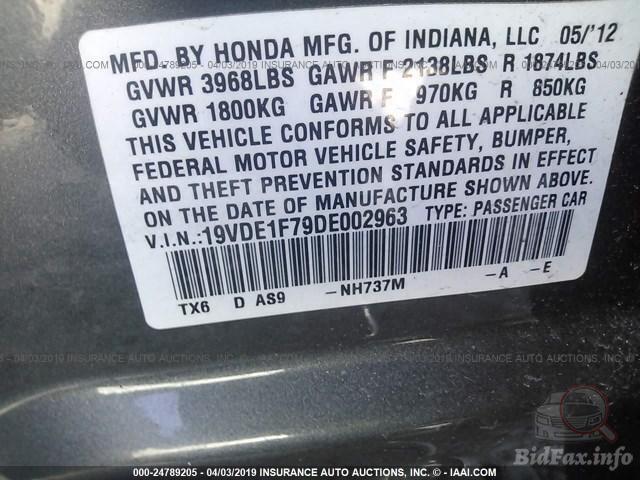 MFD. BY HONDA MFG. OF INDIANA, LLC 05/'12
GVWR 3968LBS GAWR F 2138LBS R 1874LBS
GVWR 1800KG GAWR F 970KG R 850KG
THIS VEHICLE CONFORMS TO ALL APPLICABLE
FEDERAL MOTOR VEHICLE SAFETY, BUMPER,
AND THEFT PREVENTION STANDARDS IN EFFECT
ON THE DATE OF MANUFACTURE SHOWN ABOVE.
V.I.N.:19VDE1F79DE002963 TYPE: PASSENGER CAR
TX6 D AS9 -NH737M -A -E
BidFax.info
000-24789205 - 04/03/2019 INSURANCE AUTO AUCTIONS - IAAI.COM